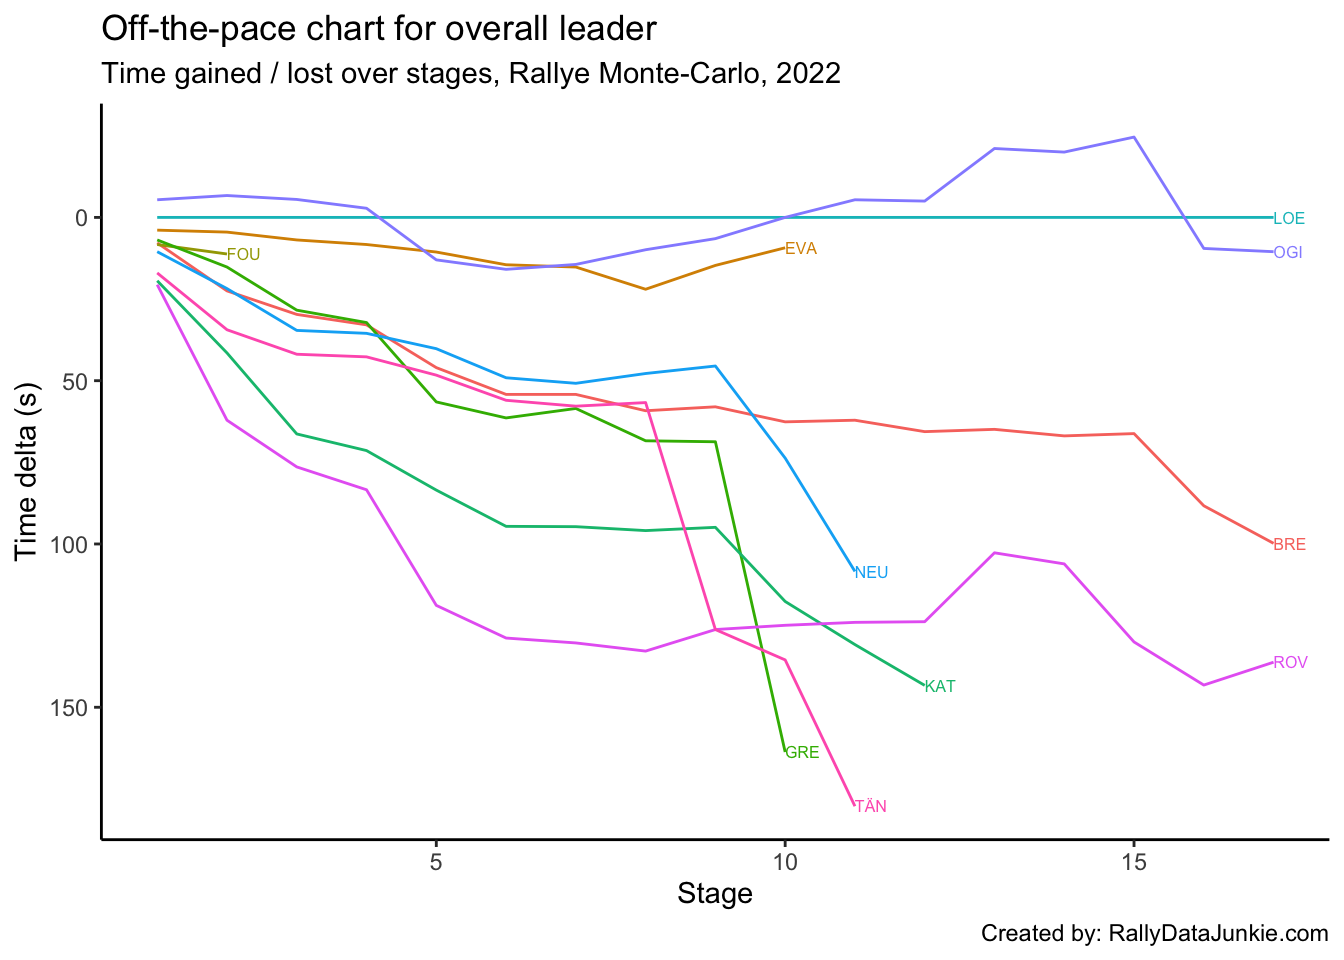 Off-the-pace chart for overall leader
Time gained / lost over stages, Rallye Monte-Carlo, 2022
Time delta (s)
0
50
100
150
LOE
OGI
EVA
FOU
BRE
NEU
ROV
KAT
GRE
TÄN
5
10
15
Stage
Created by: RallyDataJunkie.com